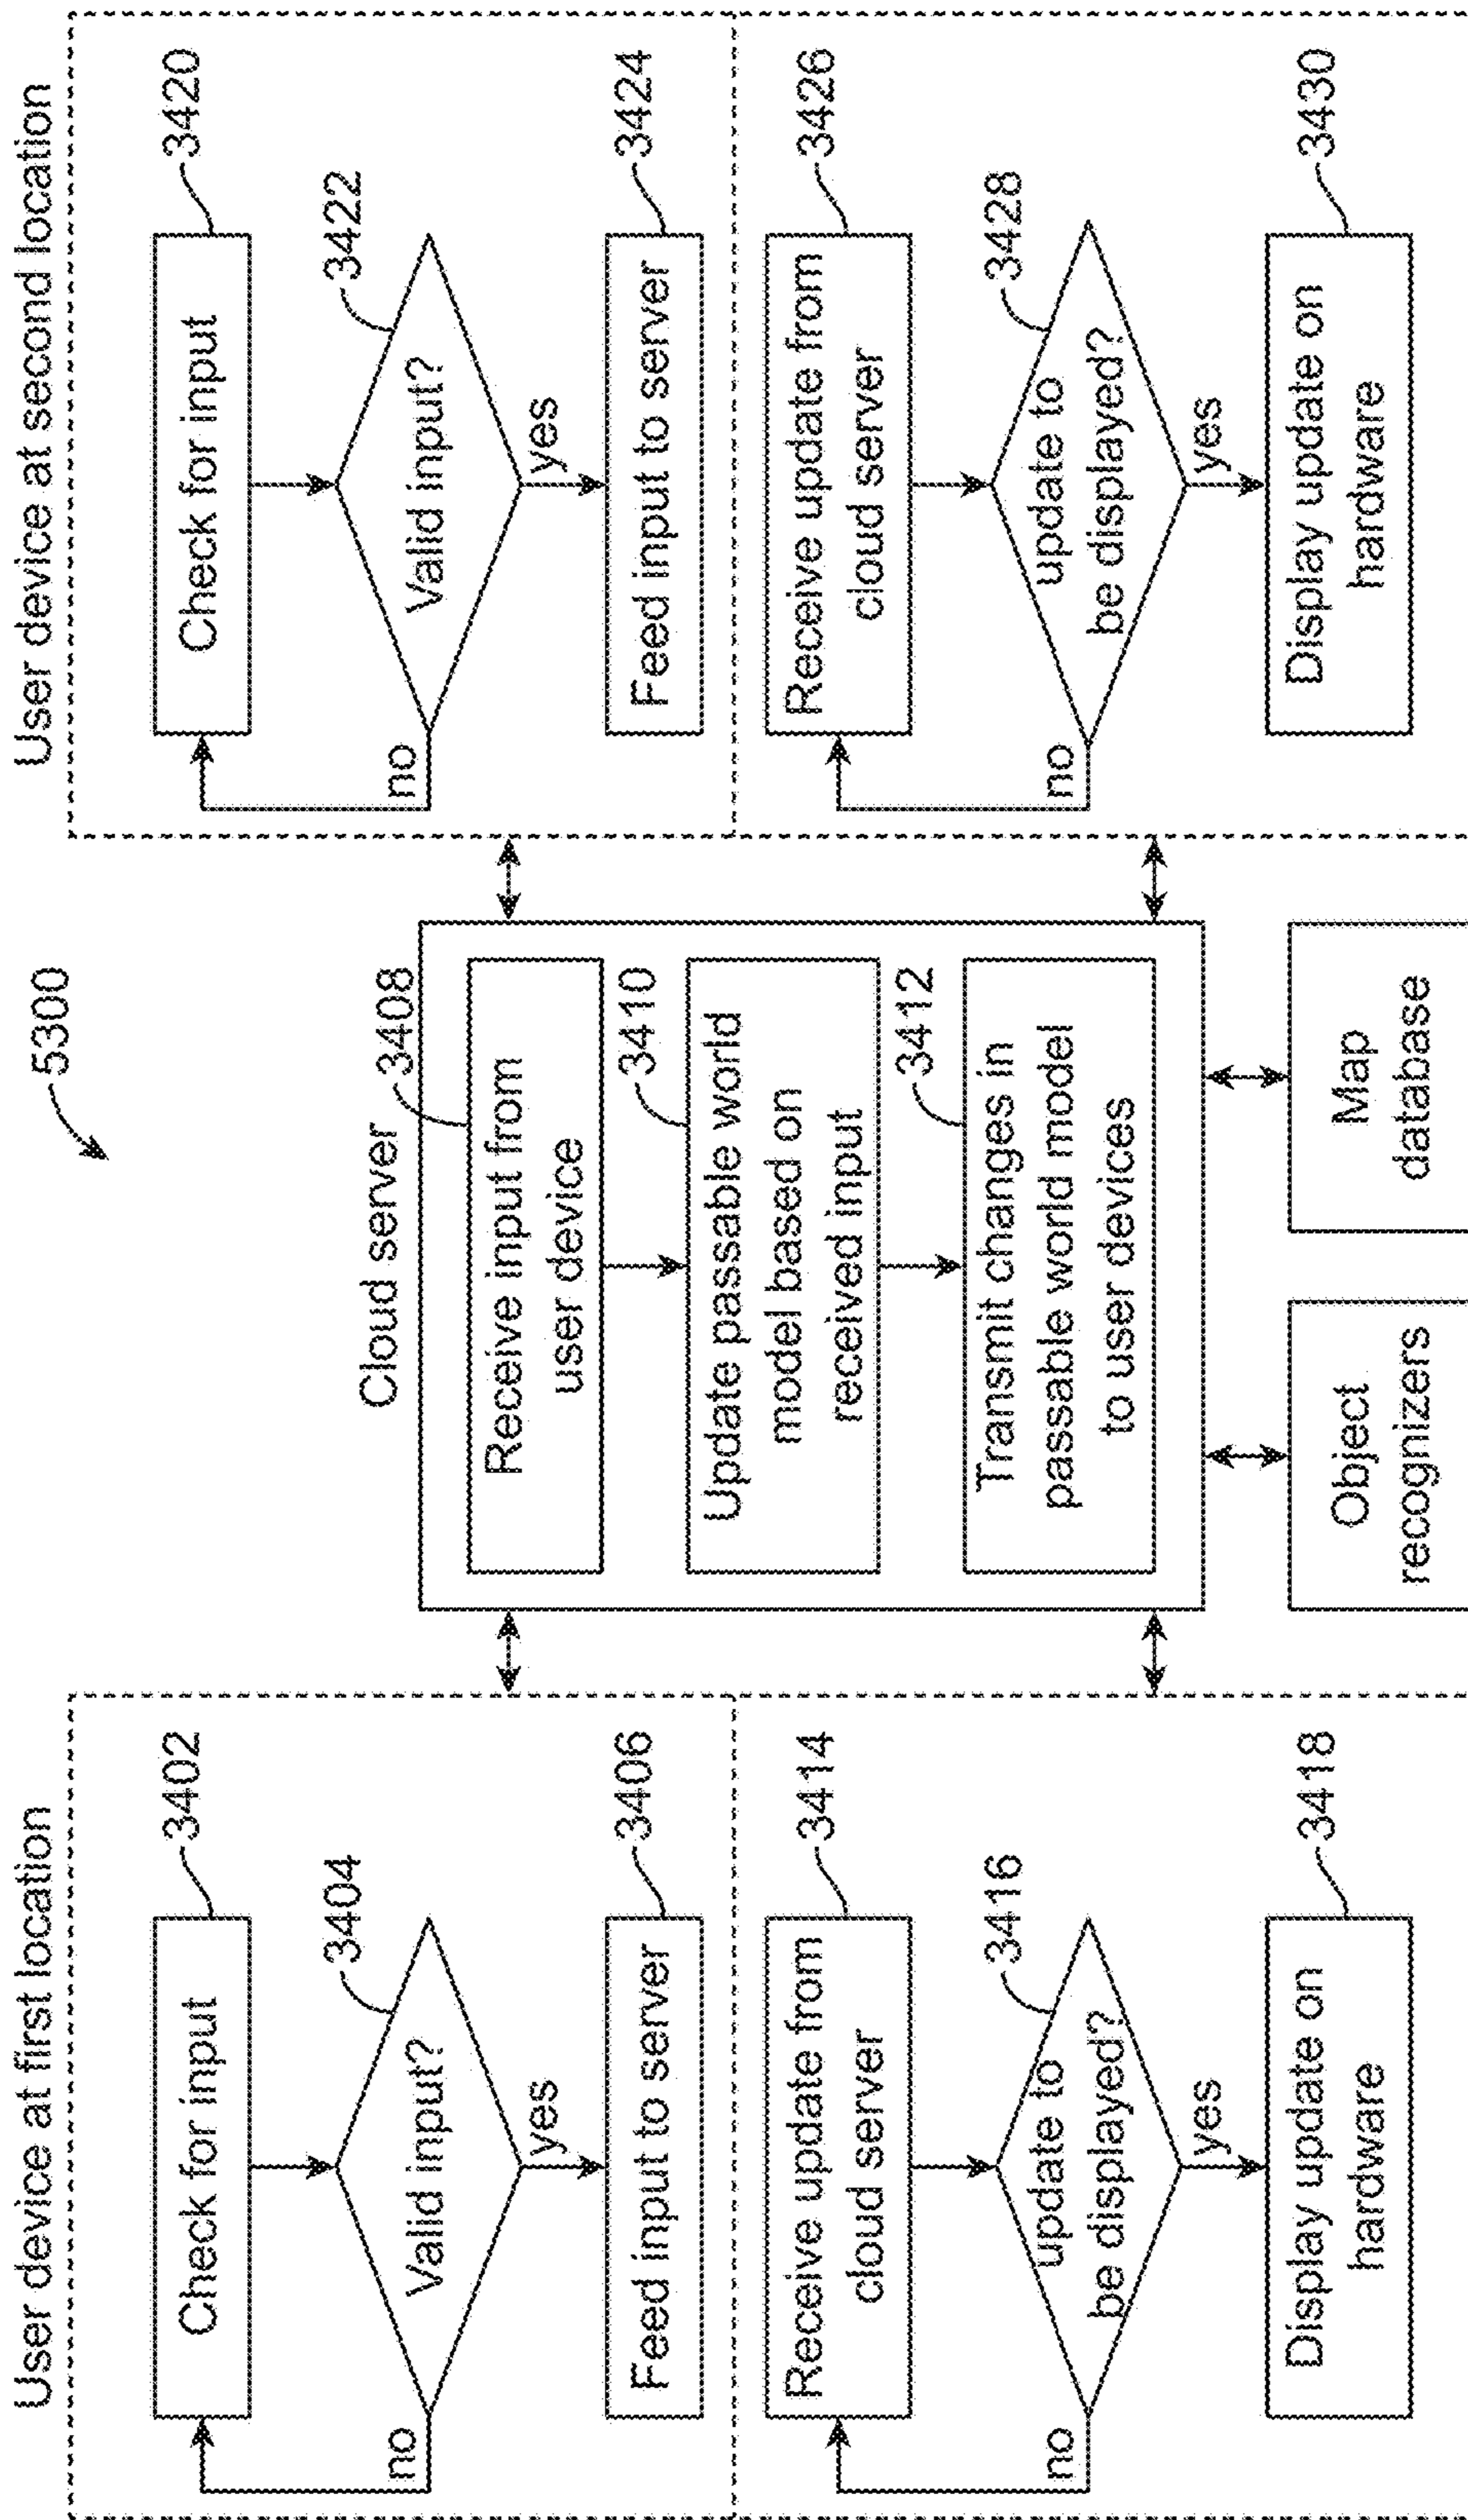 5300
User device at first location
Check for input
3402
Valid input?
3404
no
yes
Feed input to server
3406
Receive update from
cloud server
3414
update to
be displayed?
3416
no
yes
Display update on
hardware
3418
Cloud server
3408
Receive input from
user device
3410
Update passable world
model based on
received input
3412
Transmit changes in
passable world model
to user devices
Object
recognizers
Map
database
User device at second location
Check for input
3420
Valid input?
3422
no
yes
Feed input to server
3424
Receive update from
cloud server
3426
update to
be displayed?
3428
no
yes
Display update on
hardware
3430